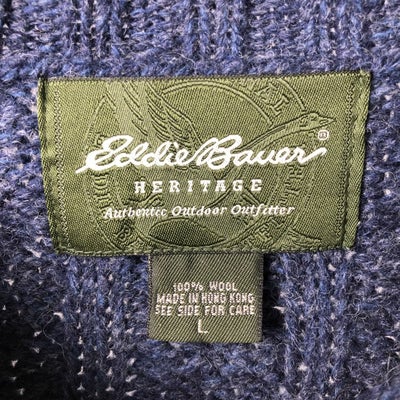 Eddie Bauer
HERITAGE
Authentic Outdoor Outfitter
100% WOOL
MADE IN HONG KONG
SEE SIDE FOR CARE
L